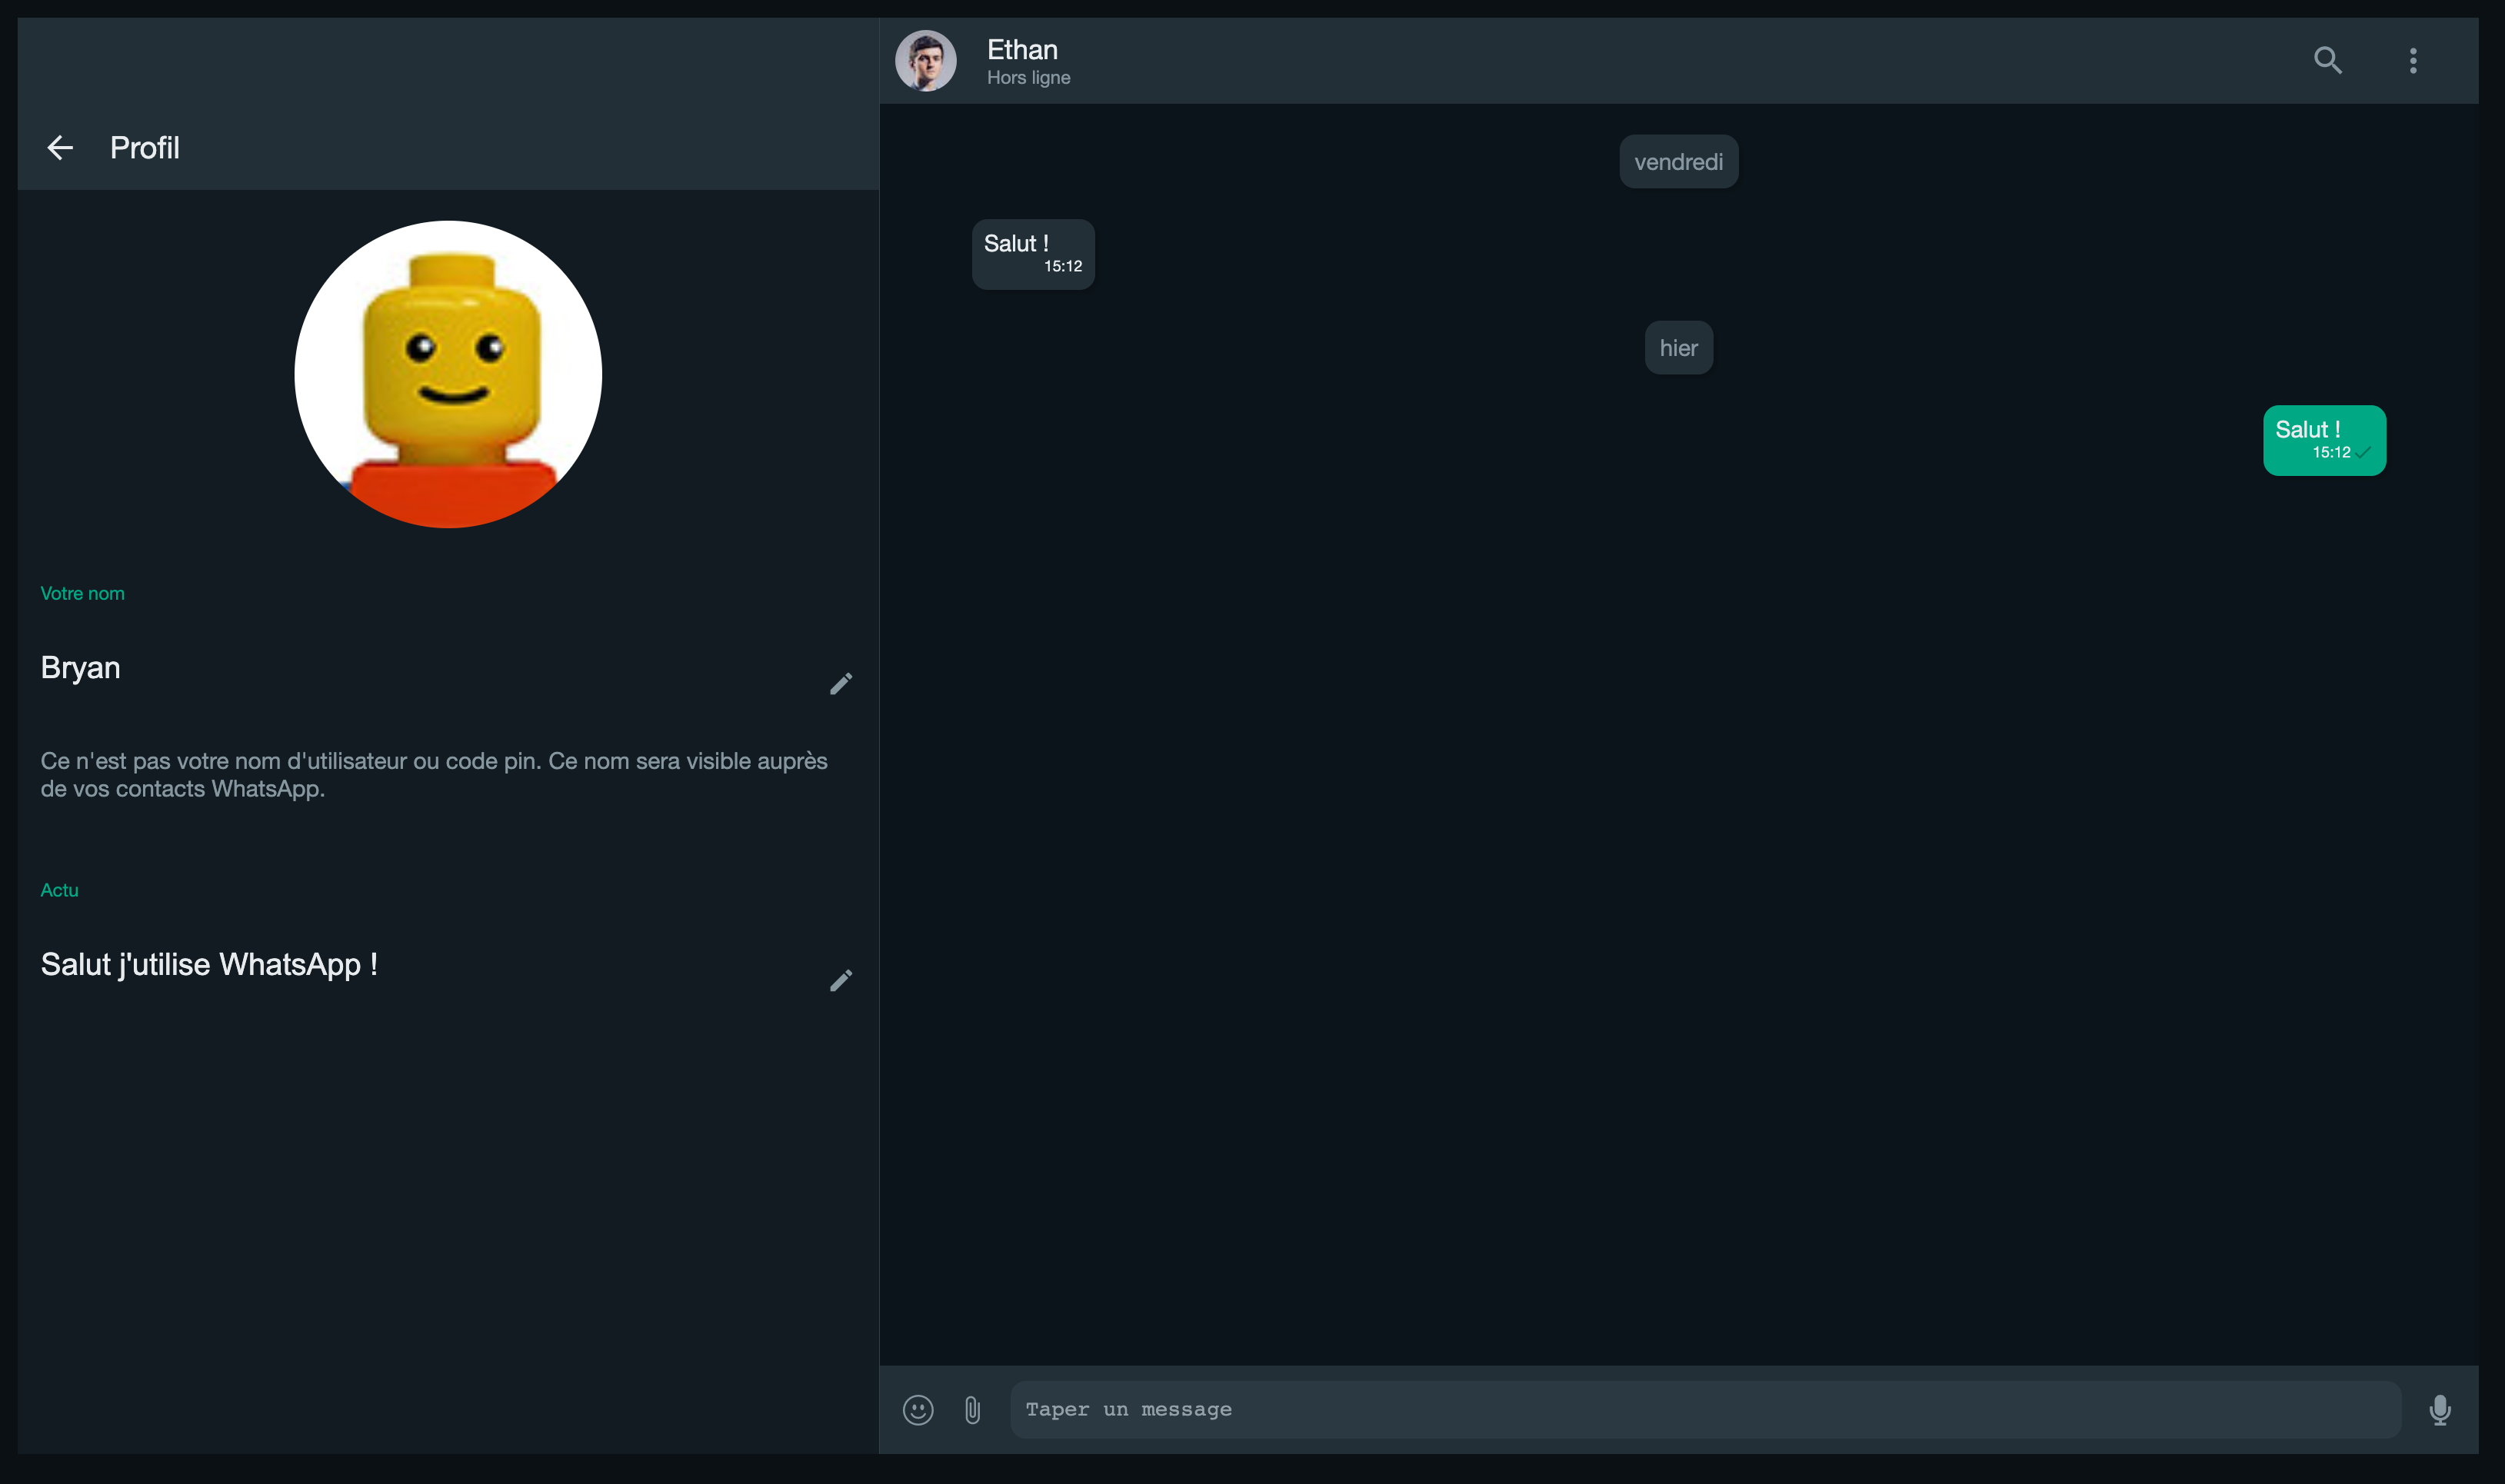 Profil
Votre nom
Bryan
Ce n'est pas votre nom d'utilisateur ou code pin. Ce nom sera visible auprès
de vos contacts WhatsApp.
Actu
Salut j'utilise WhatsApp !
Ethan
Hors ligne
vendredi
Salut !
15:12
hier
Salut !
15:12
Taper un message